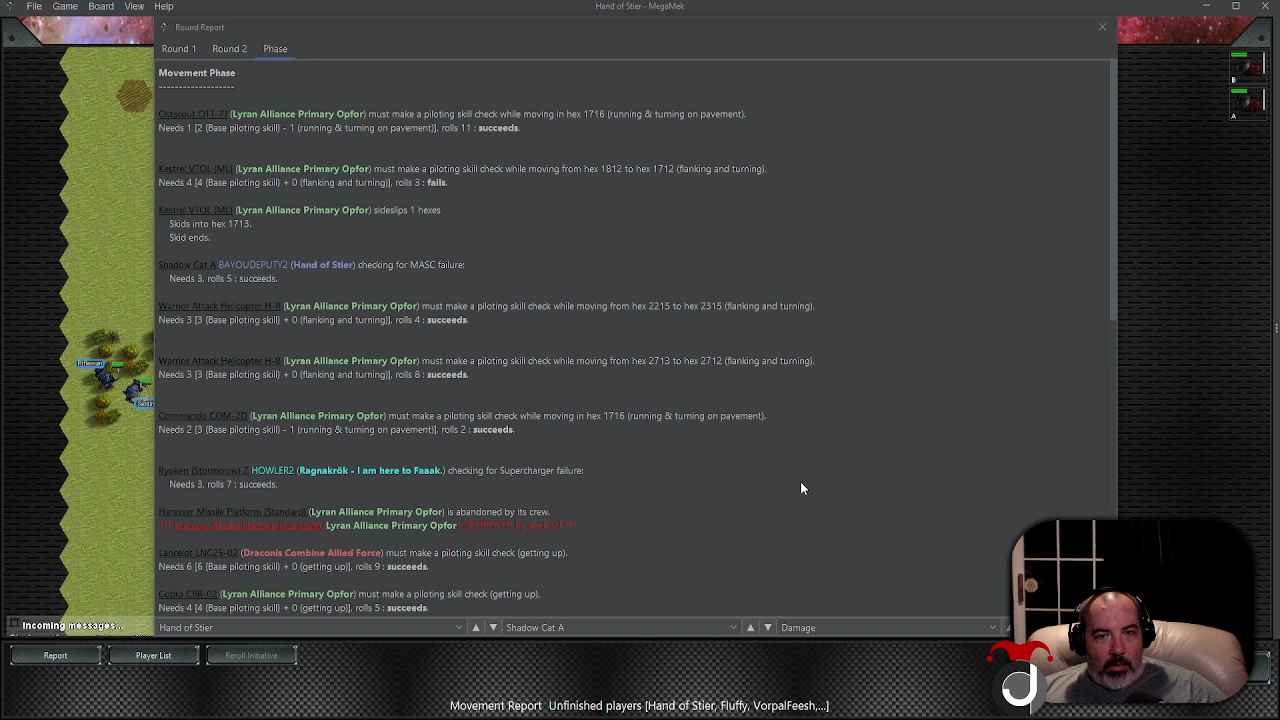 File Game Board View Help
Hand of Stier - MegaMek
Round Report
Round 1 Round 2 Phase
Movement Phase
-----------------------
Ostscout OTT-7J (Lyran Alliance Primary Opfor) must make a piloting skill check while moving in hex 1716 (running & turning on pavement).
Needs 1 [2 (Base piloting skill) - 1 (running & turning on pavement)], rolls 11 : succeeds.
Kestrel VTOL [ML] (Lyran Alliance Primary Opfor) must make a piloting skill check while moving from hex 1812 to hex 1712 (flanking and turning).
Needs 4 [4 (Base piloting skill) + 0 (flanking and turning)], rolls 3 : fails.
Kestrel VTOL [ML] (Lyran Alliance Primary Opfor) sideslips 1 hexes
Skids into hex 1713.
Skid ends.
Shadow Cat A BAYOUDEPUTY2 (Hand of Stier) checking for MASC failure:
Needs 3, rolls 5 : succeeds.
Warrior Attack Helicopter H-8 (Lyran Alliance Primary Opfor) must make a piloting skill check while moving from hex 2215 to hex 2315 (flanking and turning).
Needs 3 [3 (Base piloting skill) + 0 (flanking and turning)], rolls 4 : succeeds.
Warrior Attack Helicopter H-8 (Lyran Alliance Primary Opfor) must make a piloting skill check while moving from hex 2713 to hex 2712 (flanking and turning).
Needs 3 [3 (Base piloting skill) + 0 (flanking and turning)], rolls 8 : succeeds.
Commando COM-2D (Lyran Alliance Primary Opfor) must make a piloting skill check while moving in hex 1716 (running & turning on pavement).
Needs 2 [3 (Base piloting skill) - 1 (running & turning on pavement)], rolls 2 : succeeds.
Ryoken (Stormcrow) Z HOWLER2 (Ragnakrök - I am here to Faaak.) checking for Supercharger failure:
Needs 3, rolls 7 : succeeds.
Harasser Missile Platform (Standard) (Lyran Alliance Primary Opfor) is abandoned by its crew.
*** Harasser Missile Platform (Standard) Lyran Alliance Primary Opfor DESTROYED by ***
Lancelot LNC25-02 (Draconis Combine Allied Force) must make a piloting skill check (getting up).
Needs 6 [6 (Base piloting skill) + 0 (getting up)], rolls 9 : succeeds.
Cobra CBR-02 (Lyran Alliance Primary Opfor) must make a piloting skill check (getting up).
Needs 4 [4 (Base piloting skill) + 0 (getting up)], rolls 5 : succeeds.
B
A
Rifleman
Incoming messages...
Hand of Stier Shadow Cat A Damage
Report Player List Reroll Initiative
Movement Report Unfinished players [Hand of Stier, Fluffy, VorpalFeesh,...]